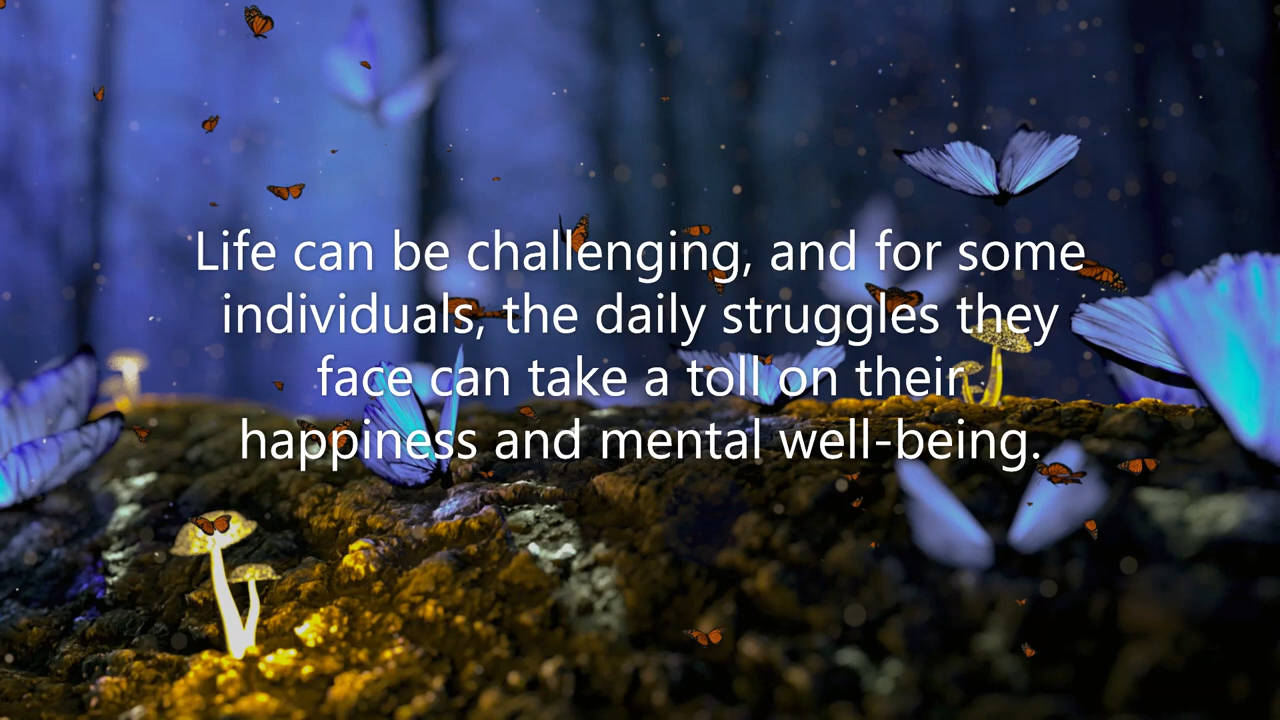 Life can be challenging, and for some
individuals, the daily struggles they
face can take a toll on their
happiness and mental well-being.